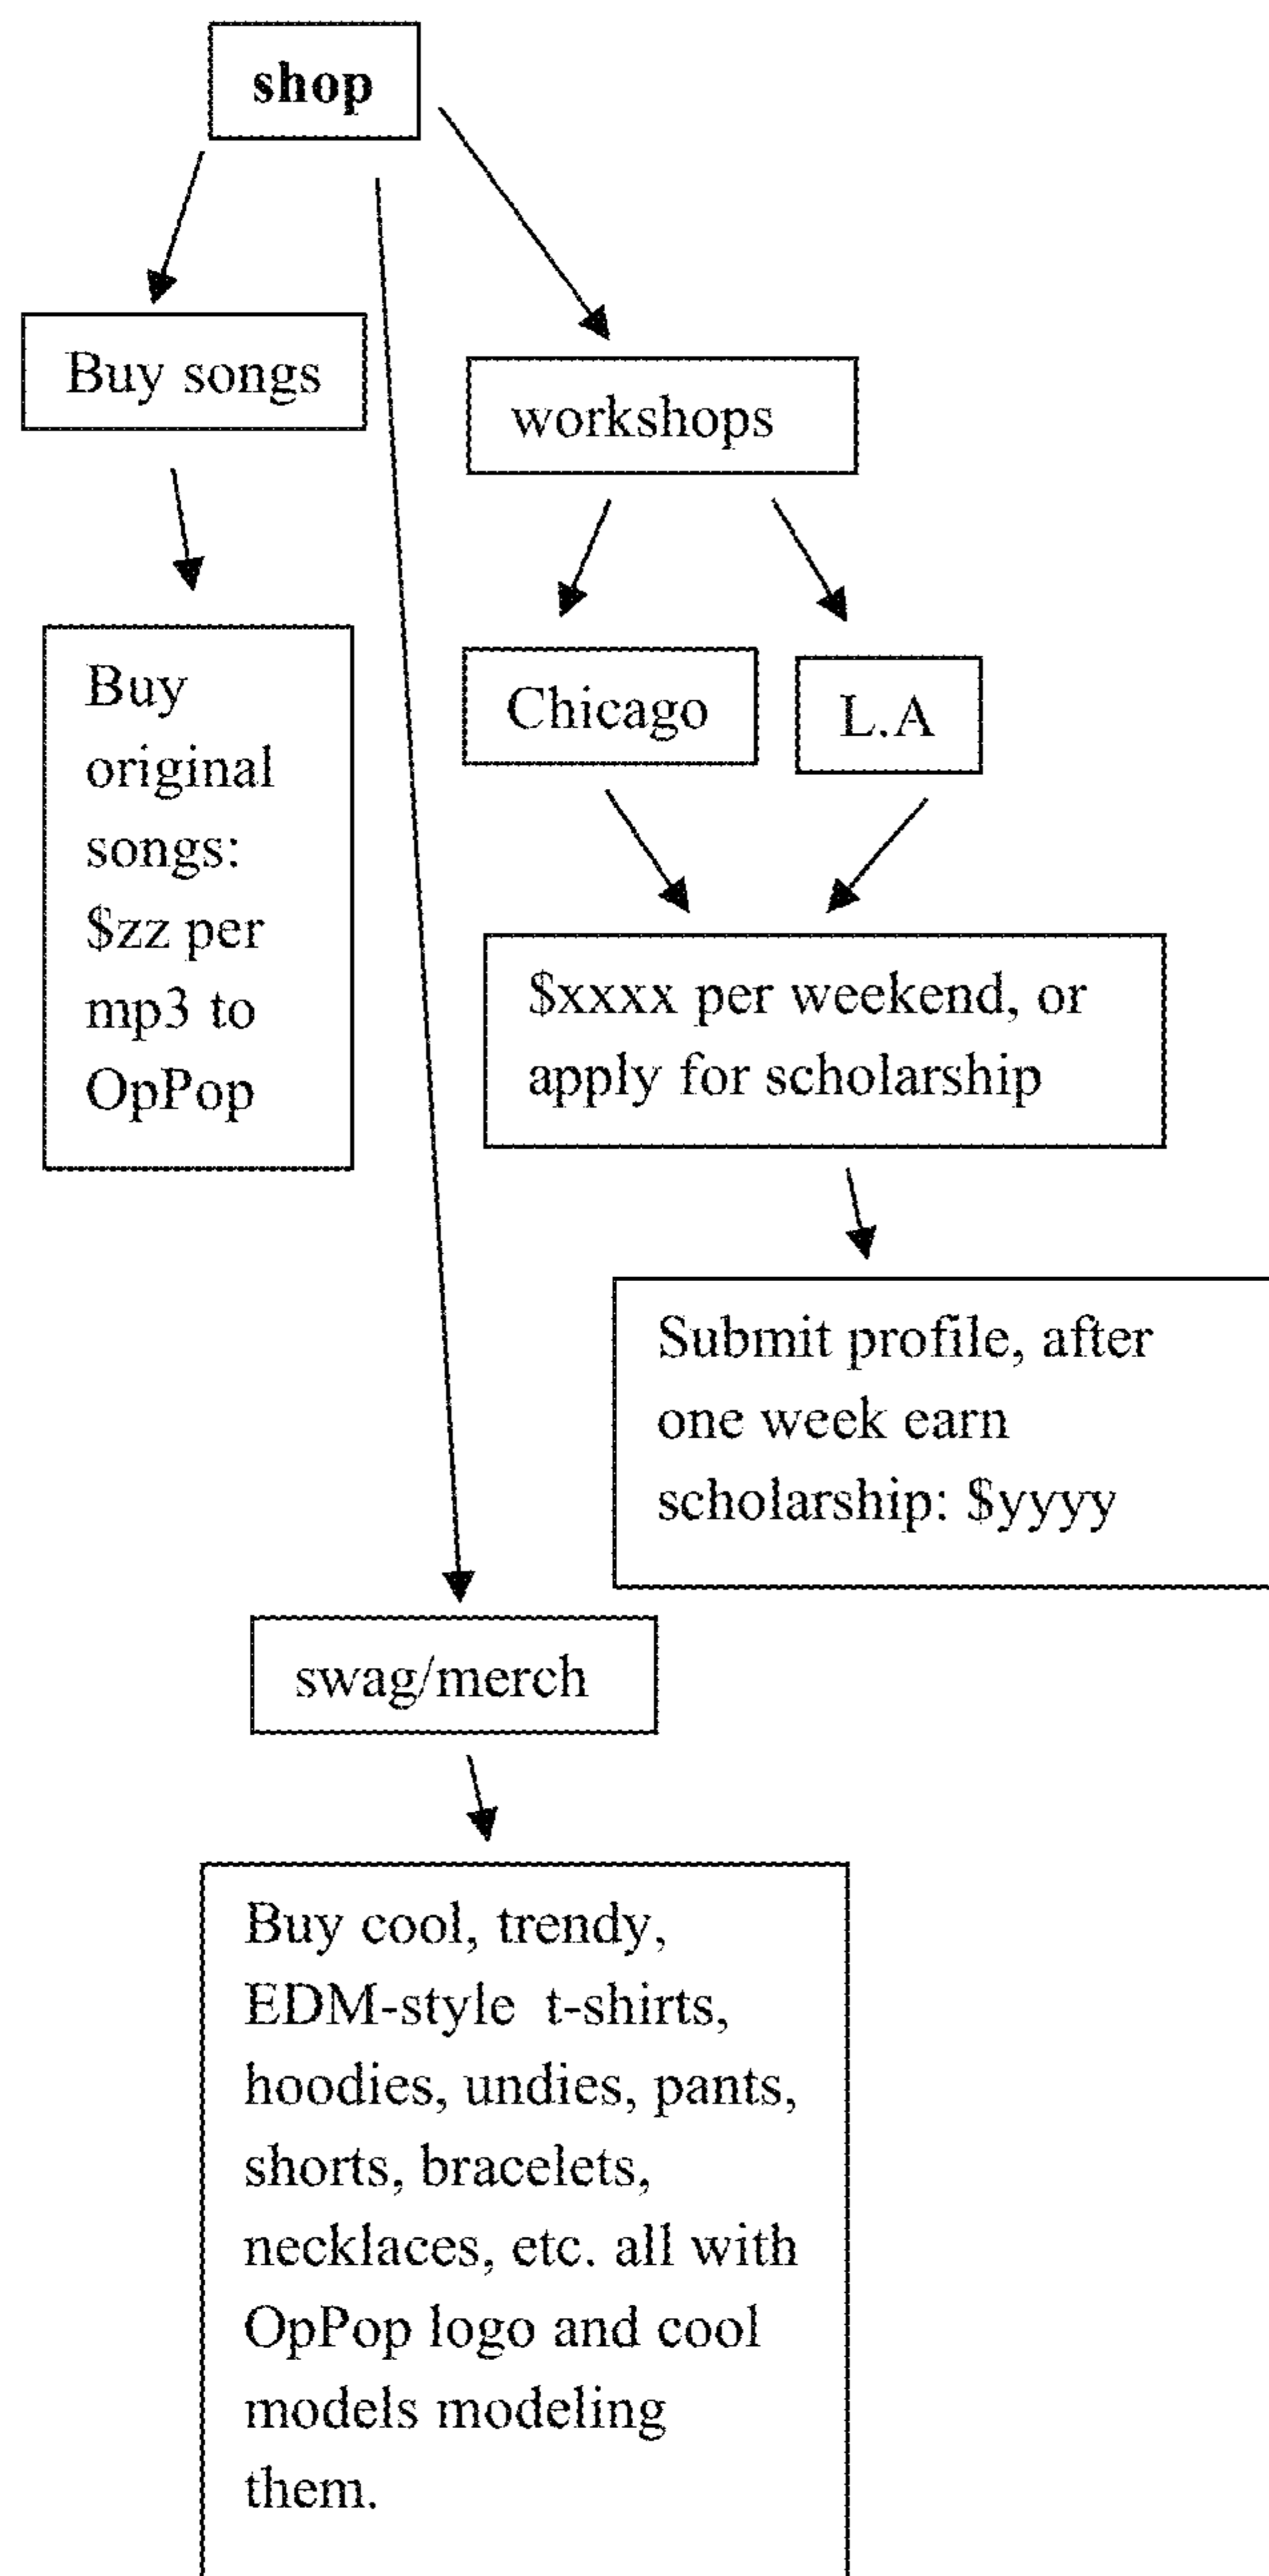 shop
Buy songs
workshops
Buy
original
songs:
$zz per
mp3 to
OpPop
Chicago
L.A
$xxxx per weekend, or
apply for scholarship
Submit profile, after
one week earn
scholarship: $yyyy
swag/merch
Buy cool, trendy,
EDM-style  t-shirts,
hoodies, undies, pants,
shorts, bracelets,
necklaces, etc. all with
OpPop logo and cool
models modeling
them.